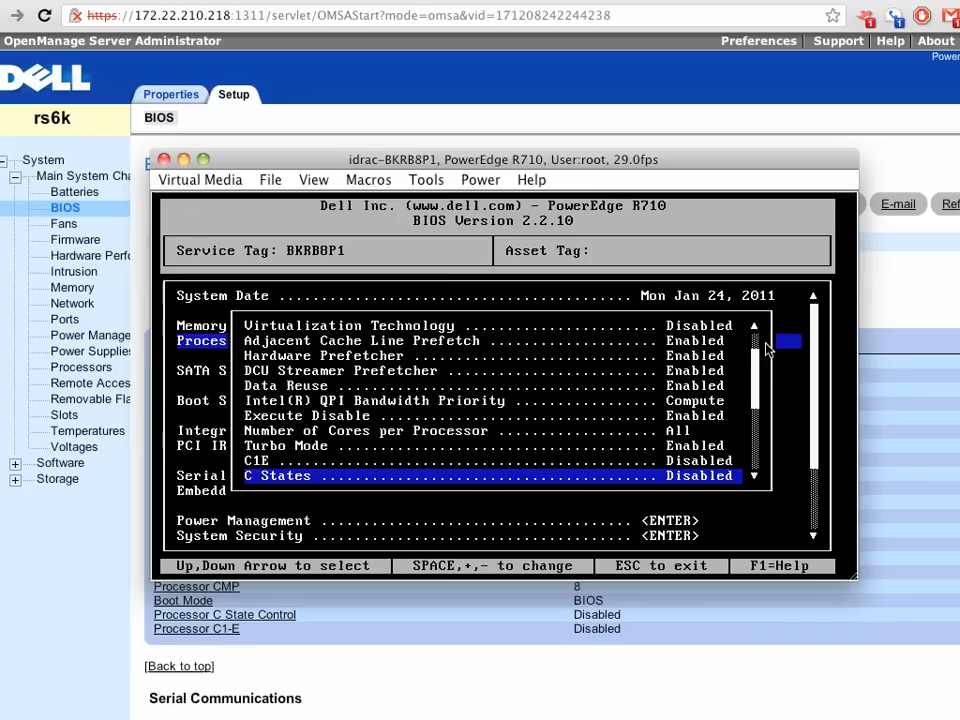 https://172.22.210.218:1311/servlet/OMSAStart?mode=omsa&vid=171208242244238
1
1
1
OpenManage Server Administrator
Preferences
Support
Help
About
Power
DELL
Properties
Setup
rs6k
BIOS
System
Main System Cha
Batteries
BIOS
Fans
Firmware
Hardware Perfo
Intrusion
Memory
Network
Ports
Power Manage
Power Supplies
Processors
Remote Acces
Removable Fla
Slots
Temperatures
Voltages
Software
Storage
E-mail
Ref
idrac-BKRB8P1, PowerEdge R710, User:root, 29.0fps
Virtual Media File View Macros Tools Power Help
Dell Inc. (www.dell.com) - PowerEdge R710
BIOS Version 2.2.10
Service Tag: BKRB8P1
Asset Tag:
System Date .......................................... Mon Jan 24, 2011
Memory
Proces
SATA S
Boot S
Integr
PCI IR
Serial
Embedd
Virtualization Technology ....................... Disabled
Adjacent Cache Line Prefetch .................... Enabled
Hardware Prefetcher ............................. Enabled
DCU Streamer Prefetcher ......................... Enabled
Data Reuse ...................................... Enabled
Intel(R) QPI Bandwidth Priority ................. Compute
Execute Disable ................................. Enabled
Number of Cores per Processor ................... All
Turbo Mode ...................................... Enabled
C1E ............................................. Disabled
C States ........................................ Disabled
Power Management ..................................... <ENTER>
System Security ...................................... <ENTER>
Up,Down Arrow to select
SPACE,+,- to change
ESC to exit
F1=Help
Processor CMP 8
Boot Mode BIOS
Processor C State Control Disabled
Processor C1-E Disabled
[Back to top]
Serial Communications